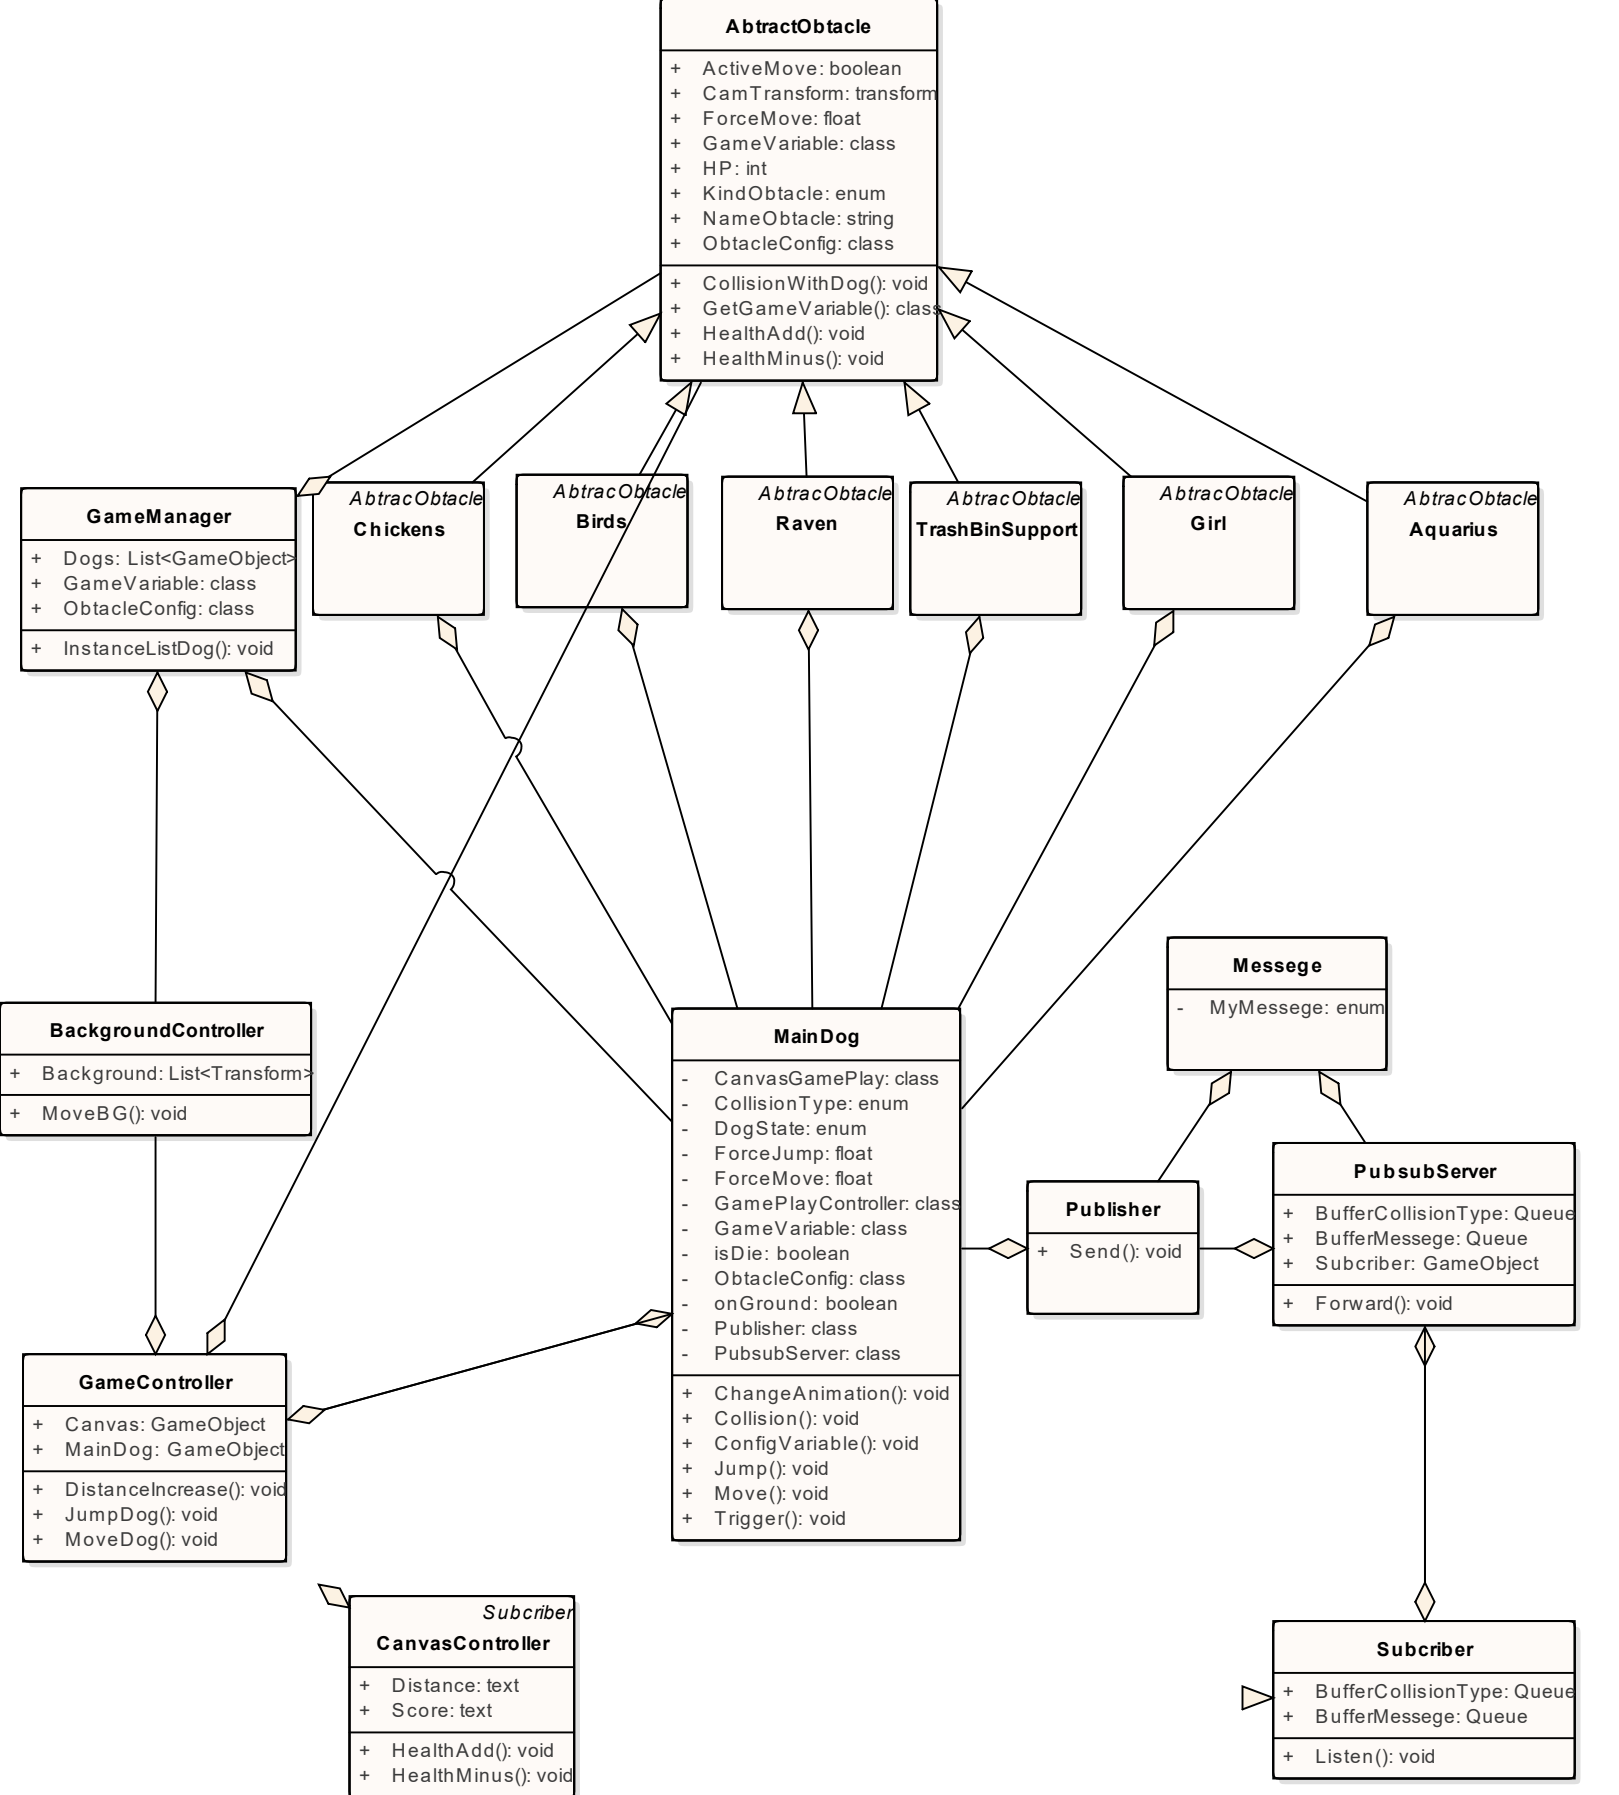 AbtractObtacle
+ ActiveMove: boolean
+ CamTransform: transform
+ ForceMove: float
+ GameVariable: class
+ HP: int
+ KindObtacle: enum
+ NameObtacle: string
+ ObtacleConfig: class
+ CollisionWithDog(): void
+ GetGameVariable(): class
+ HealthAdd(): void
+ HealthMinus(): void
GameManager
+ Dogs: List<GameObject>
+ GameVariable: class
+ ObtacleConfig: class
+ InstanceListDog(): void
AbtracObtacle
Chickens
AbtracObtacle
Birds
AbtracObtacle
Raven
AbtracObtacle
TrashBinSupport
AbtracObtacle
Girl
AbtracObtacle
Aquarius
BackgroundController
+ Background: List<Transform>
+ MoveBG(): void
MainDog
- CanvasGamePlay: class
- CollisionType: enum
- DogState: enum
- ForceJump: float
- ForceMove: float
- GamePlayController: class
- GameVariable: class
- isDie: boolean
- ObtacleConfig: class
- onGround: boolean
- Publisher: class
- PubsubServer: class
+ ChangeAnimation(): void
+ Collision(): void
+ ConfigVariable(): void
+ Jump(): void
+ Move(): void
+ Trigger(): void
Messege
- MyMessege: enum
Publisher
+ Send(): void
PubsubServer
+ BufferCollisionType: Queue
+ BufferMessege: Queue
+ Subcriber: GameObject
+ Forward(): void
GameController
+ Canvas: GameObject
+ MainDog: GameObject
+ DistanceIncrease(): void
+ JumpDog(): void
+ MoveDog(): void
Subcriber
CanvasController
+ Distance: text
+ Score: text
+ HealthAdd(): void
+ HealthMinus(): void
Subcriber
+ BufferCollisionType: Queue
+ BufferMessege: Queue
+ Listen(): void